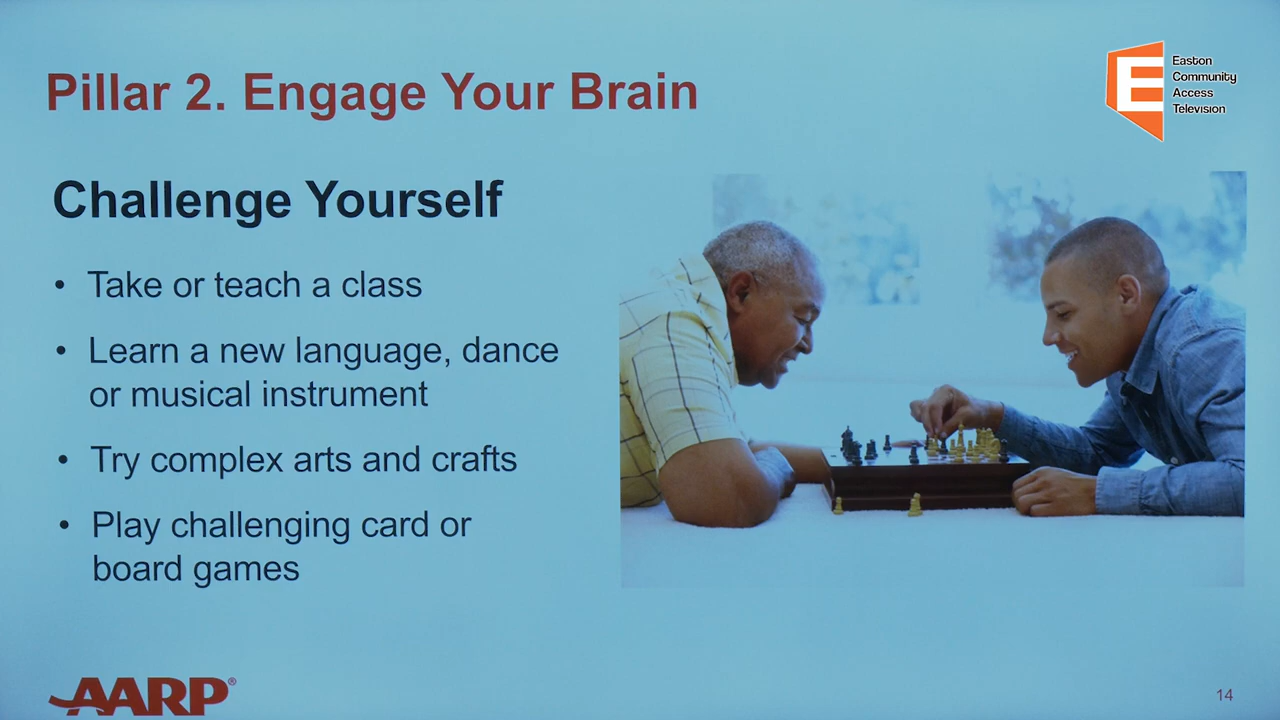 Pillar 2. Engage Your Brain
Easton
Community
Access
Television
Challenge Yourself
• Take or teach a class
• Learn a new language, dance
or musical instrument
• Try complex arts and crafts
• Play challenging card or
board games
AARP®
14